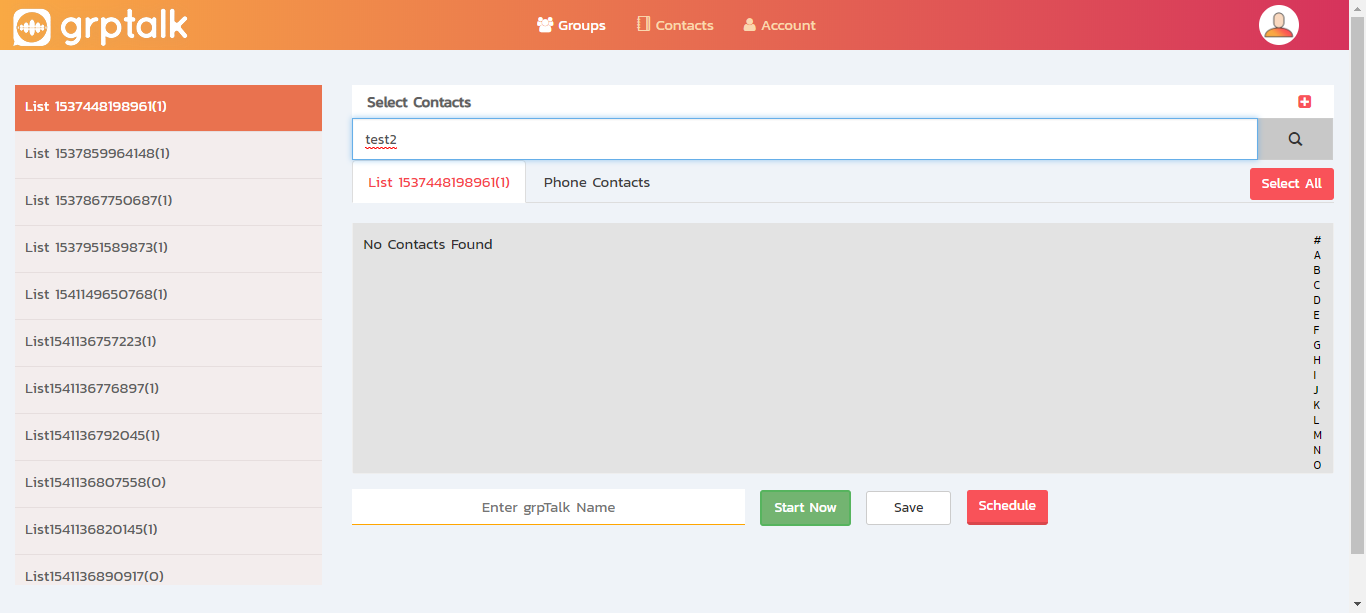 grptalk
Groups Contacts Account
List 1537448198961(1)
List 1537859964148(1)
List 1537867750687(1)
List 1537951589873(1)
List 1541149650768(1)
List1541136757223(1)
List1541136776897(1)
List1541136792045(1)
List1541136807558(0)
List1541136820145(1)
List1541136890917(0)
Select Contacts
test2
List 1537448198961(1) Phone Contacts Select All
No Contacts Found
#
A
B
C
D
E
F
G
H
I
J
K
L
M
N
O
Enter grpTalk Name Start Now Save Schedule